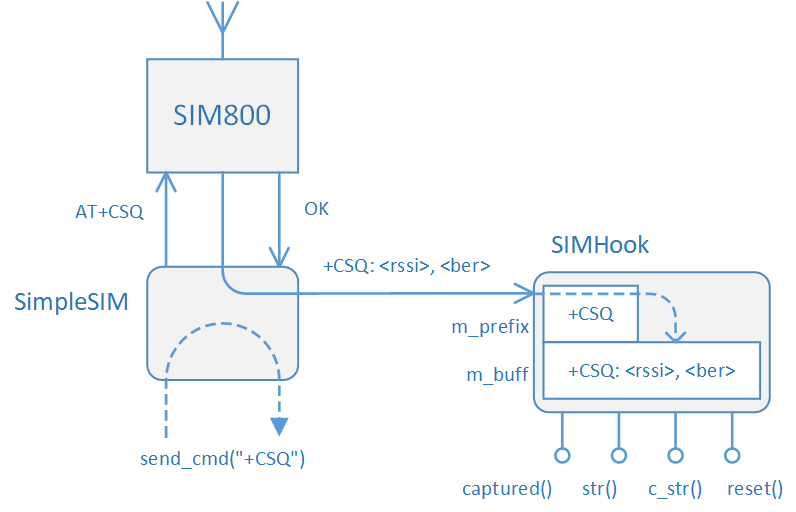 SIM800
AT+CSQ
OK
SIMHook
+CSQ: <rssi>, <ber>
SimpleSIM
+CSQ
m_prefix
m_buff
+CSQ: <rssi>, <ber>
send_cmd("+CSQ")
captured()
str()
c_str()
reset()